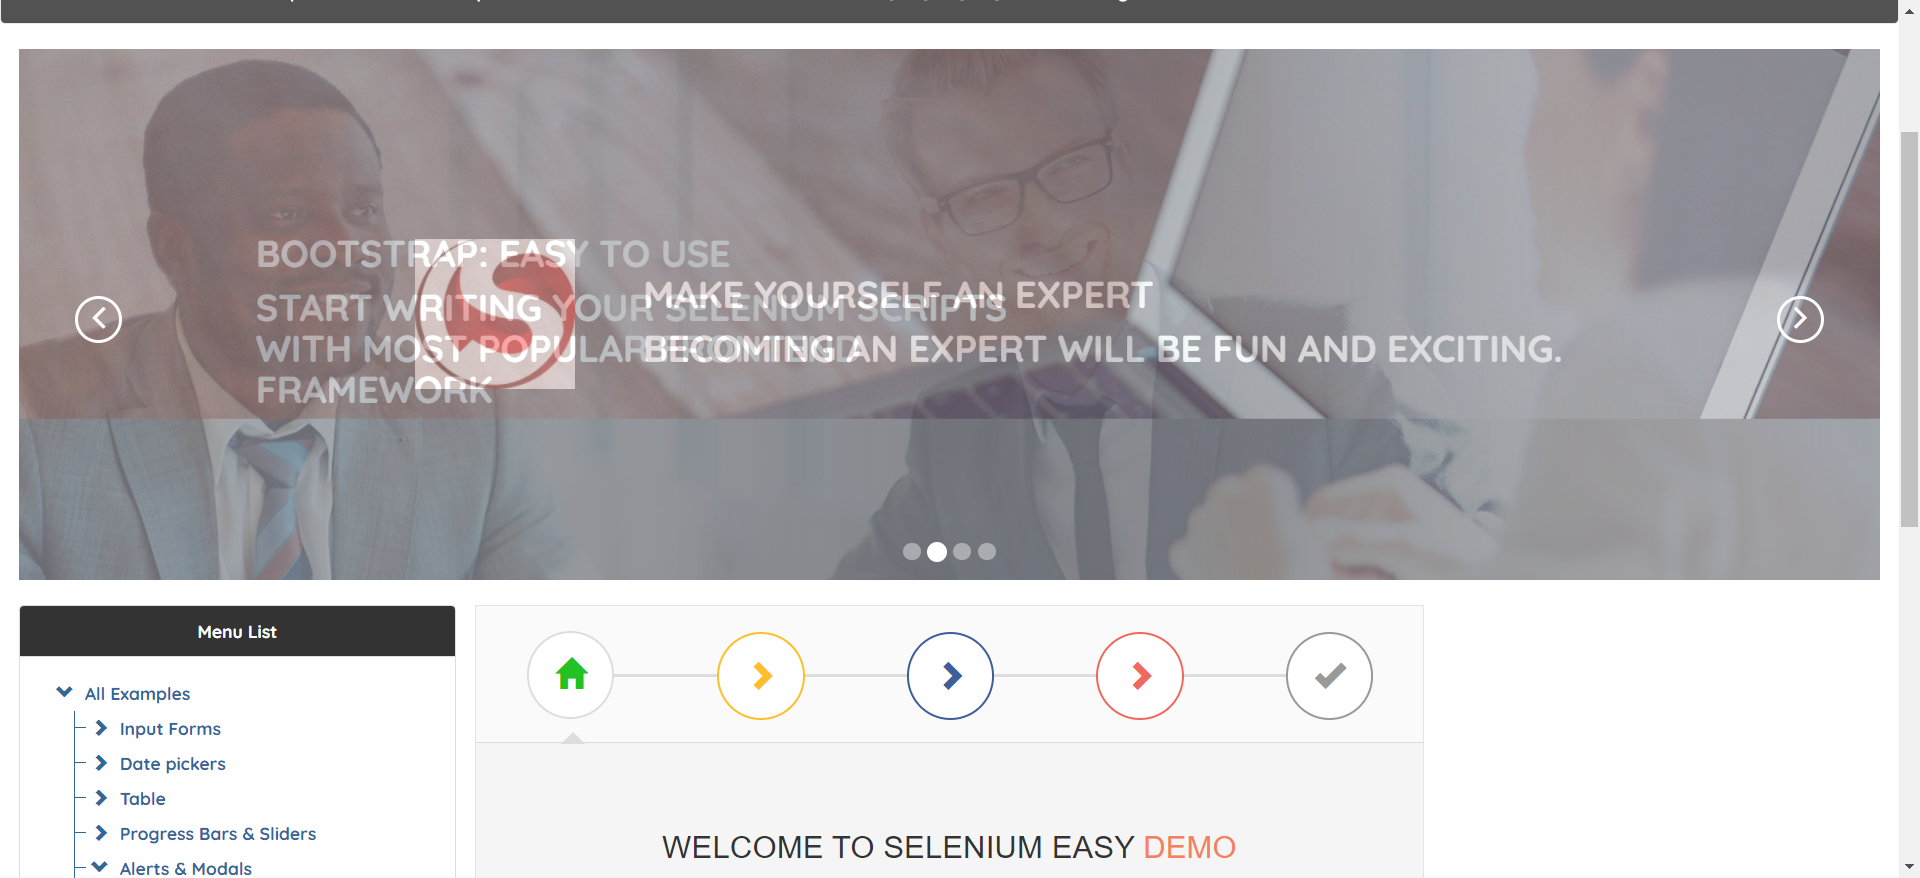 BOOTSTRAP: EASY TO USE
START WRITING YOUR SELENIUM SCRIPTS
WITH MOST POPULAR
FRAMEWORK
MAKE YOURSELF AN EXPERT
BECOMING AN EXPERT WILL BE FUN AND EXCITING.
Menu List
All Examples
Input Forms
Date pickers
Table
Progress Bars & Sliders
Alerts & Modals
WELCOME TO SELENIUM EASY DEMO